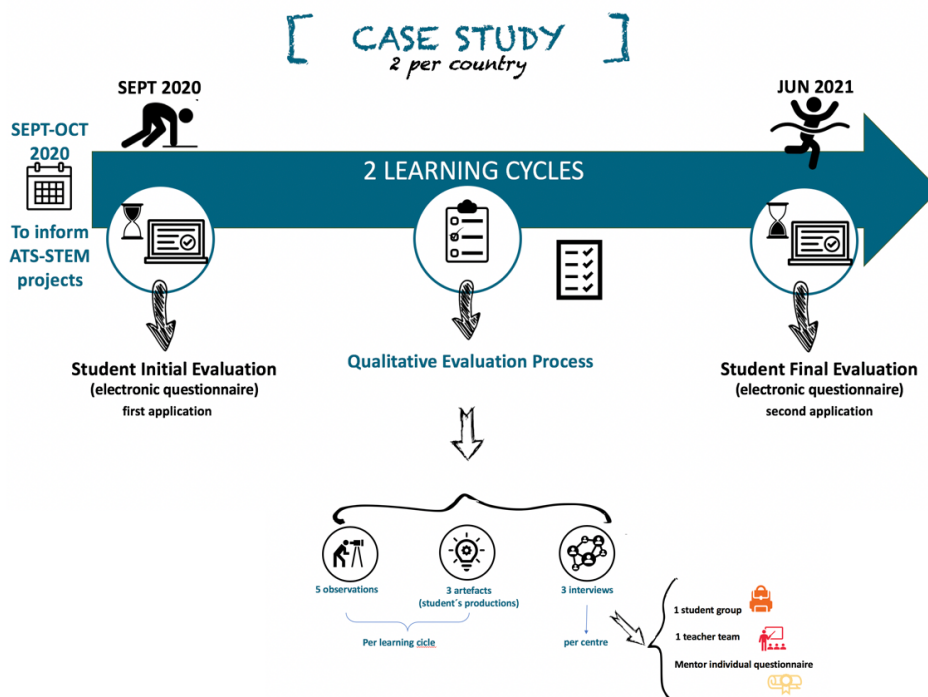 CASE STUDY
2 per country
SEPT 2020
JUN 2021
SEPT-OCT
2020
To inform
ATS-STEM
projects
2 LEARNING CYCLES
Student Initial Evaluation
(electronic questionnaire)
first application
Qualitative Evaluation Process
Student Final Evaluation
(electronic questionnaire)
second application
5 observations
3 artefacts
(student´s productions)
3 interviews
Per learning cicle
per centre
1 student group
1 teacher team
Mentor individual questionnaire